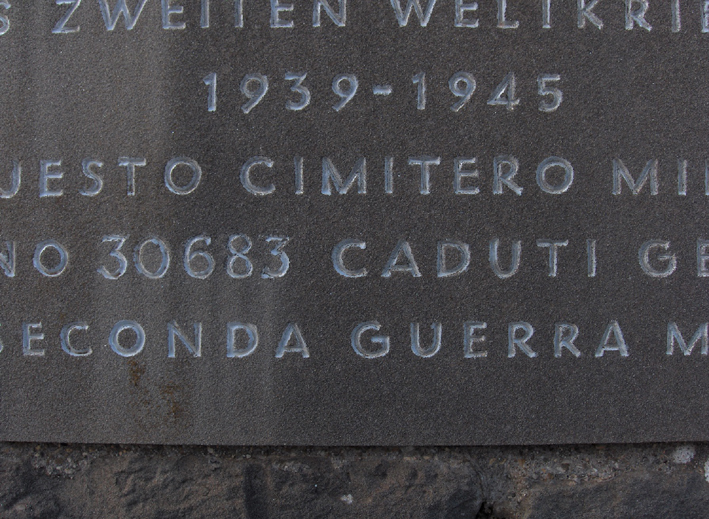 S ZWEITEN WELTKRIE
1939-1945
UESTO CIMITERO MI
NO 30683 CADUTI GE
SECONDA GUERRA M